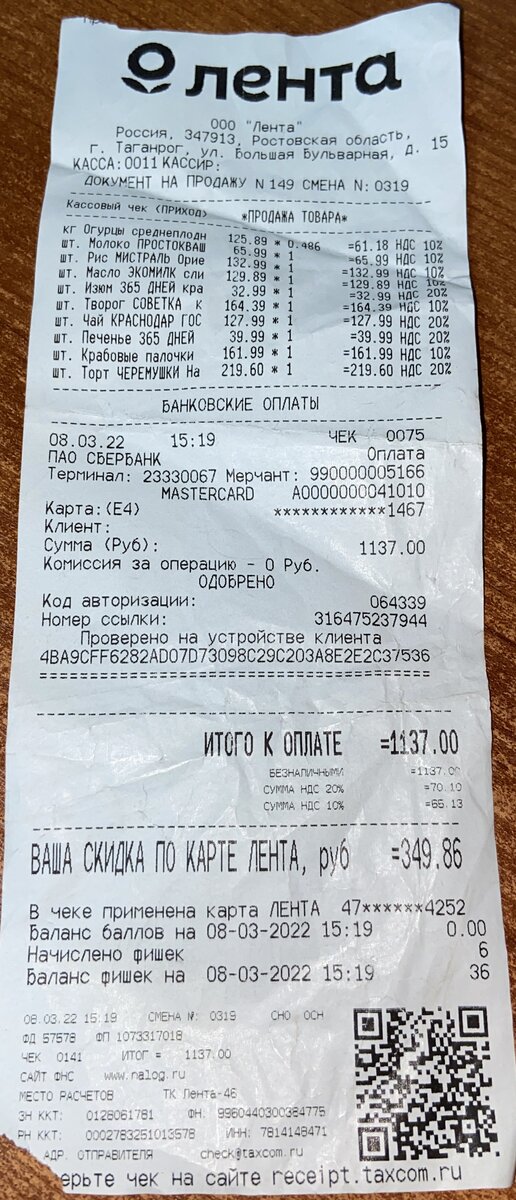 лента
ООО "Лента"
Россия, 347913, Ростовская область,
г. Таганрог, ул. Большая Бульварная, д. 15
КАССА:0011 КАССИР:
ДОКУМЕНТ НА ПРОДАЖУ N 149 СМЕНА N: 0319
Кассовый чек (ПРИХОД) *ПРОДАЖА ТОВАРА*
кг Огурцы среднеплодн 125.89 * 0.486 =61.18 НДС 10%
шт. Молоко ПРОСТОКВАШ 65.99 * 1 =65.99 НДС 10%
шт. Рис МИСТРАЛЬ Орие 132.99 * 1 =132.99 НДС 10%
шт. Масло ЭКОМИЛК сли 129.89 * 1 =129.89 НДС 10%
шт. Изюм 365 ДНЕЙ кра 32.99 * 1 =32.99 НДС 20%
шт. Творог СОВЕТКА к 164.39 * 1 =164.39 НДС 10%
шт. Чай КРАСНОДАР ГОС 127.99 * 1 =127.99 НДС 20%
шт. Печенье 365 ДНЕЙ 39.99 * 1 =39.99 НДС 20%
шт. Крабовые палочки 161.99 * 1 =161.99 НДС 10%
шт. Торт ЧЕРЕМУШКИ На 219.60 * 1 =219.60 НДС 20%
БАНКОВСКИЕ ОПЛАТЫ
08.03.22 15:19 ЧЕК 0075
ПАО СБЕРБАНК Оплата
Терминал: 23330067 Мерчант: 990000005166
MASTERCARD A0000000041010
Карта:(E4) ************1467
Клиент:
Сумма (Руб): 1137.00
Комиссия за операцию - 0 Руб.
ОДОБРЕНО
Код авторизации: 064339
Номер ссылки: 316475237944
Проверено на устройстве клиента
4BA9CFF6282AD07D73098C29C203A8E2E2C37536
========================================
ИТОГО К ОПЛАТЕ =1137.00
БЕЗНАЛИЧНЫМИ =1137.00
СУММА НДС 20% =70.10
СУММА НДС 10% =65.13
ВАША СКИДКА ПО КАРТЕ ЛЕНТА, руб =349.86
В чеке применена карта ЛЕНТА 47******4252
Баланс баллов на 08-03-2022 15:19 0.00
Начислено фишек 6
Баланс фишек на 08-03-2022 15:19 36
08.03.22 15:19 СМЕНА №: 0319 СНО ОСН
ФД 57578 ФП 1073317018
ЧЕК 0141 ИТОГ = 1137.00
САЙТ ФНС www.nalog.ru
МЕСТО РАСЧЕТОВ ТК Лента-46
ЗН ККТ: 0128061781 ФН: 9960440300384775
РН ККТ: 0002783251013578 ИНН: 7814148471
АДР. ОТПРАВИТЕЛЯ check@taxcom.ru
ерьте чек на сайте receipt.taxcom.ru